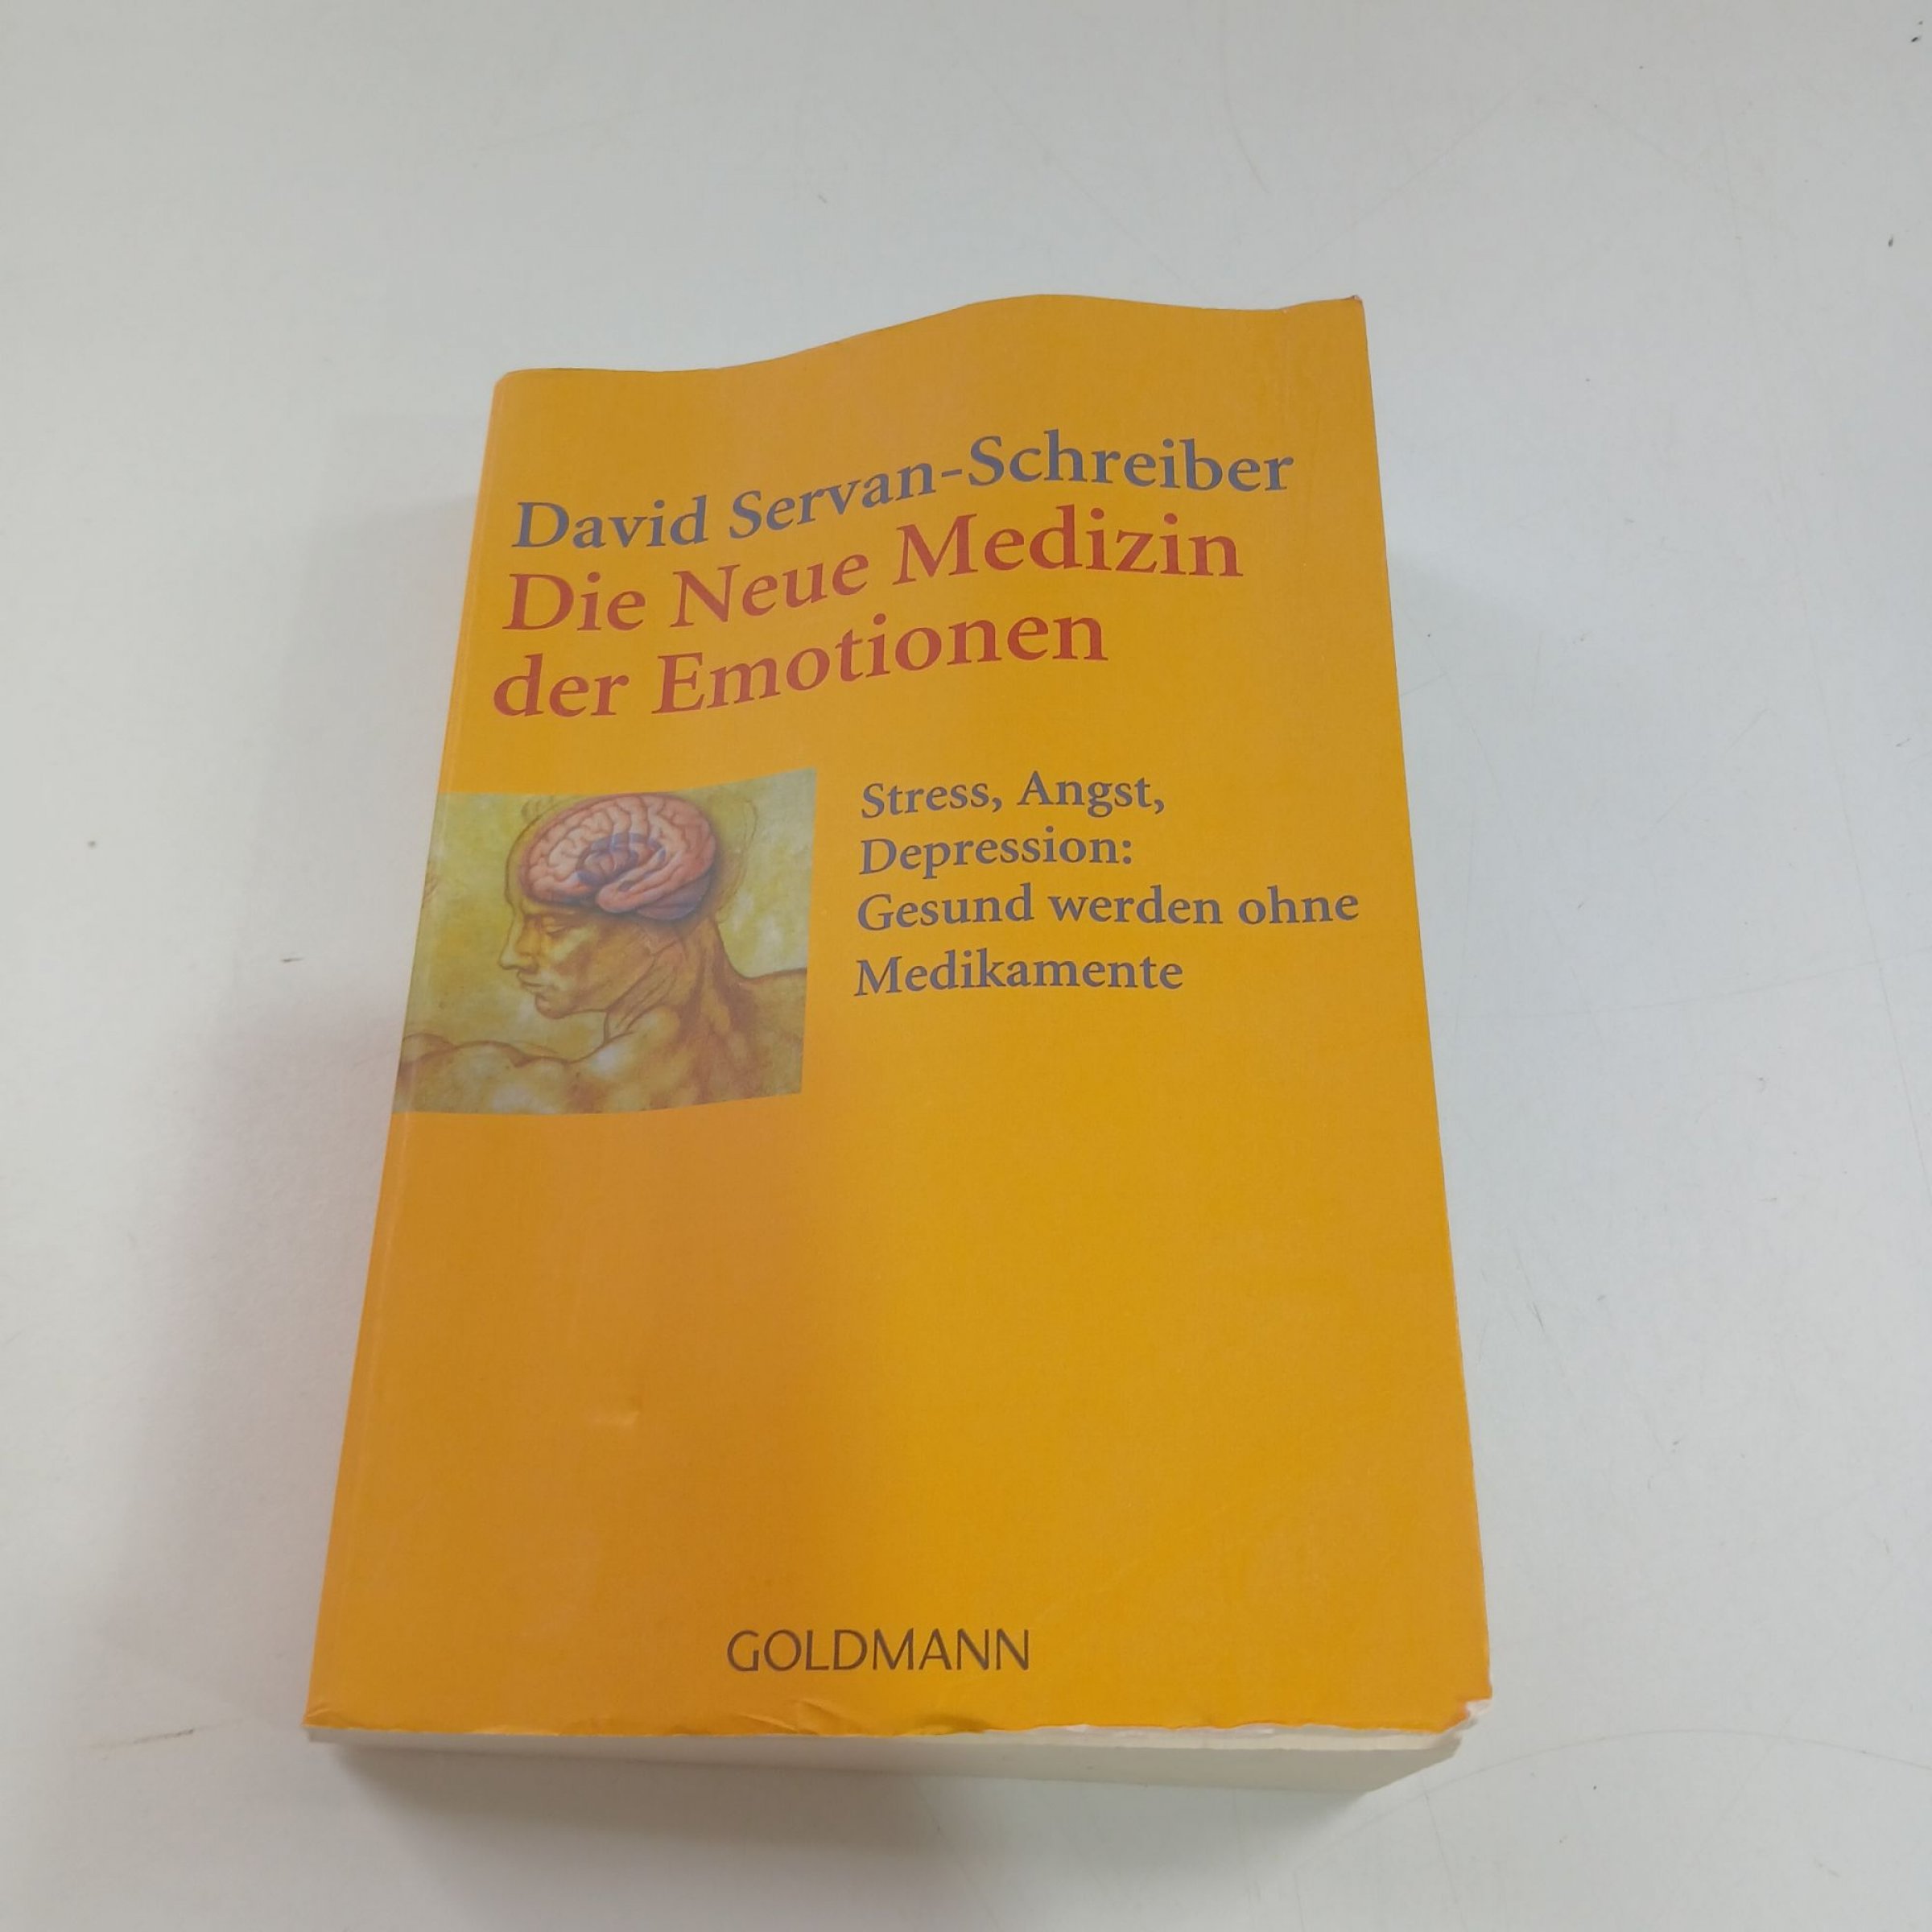 David Servan-Schreiber
Die Neue Medizin
der Emotionen
Stress, Angst,
Depression:
Gesund werden ohne
Medikamente
GOLDMANN